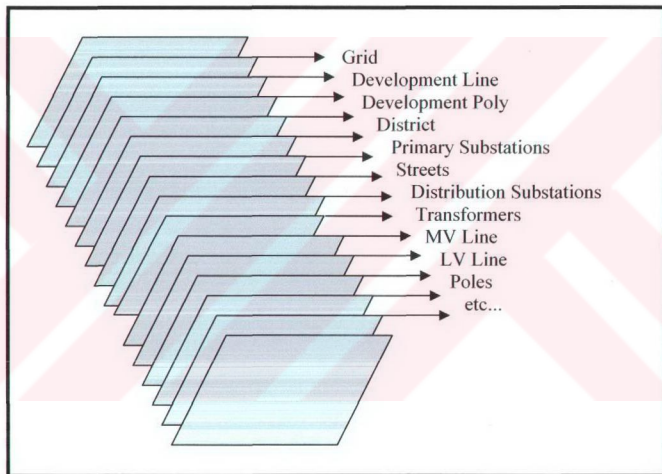 Grid
Development Line
Development Poly
District
Primary Substations
Streets
Distribution Substations
Transformers
MV Line
LV Line
Poles
etc...